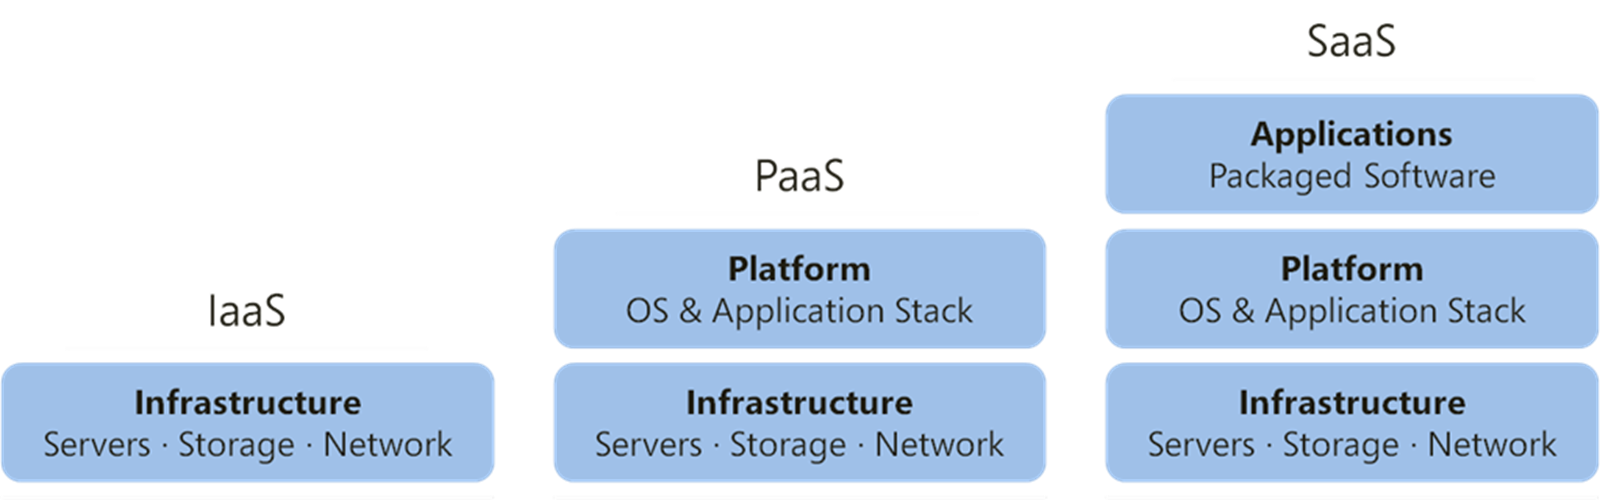 IaaS
Infrastructure
Servers · Storage · Network
PaaS
Platform
OS & Application Stack
Infrastructure
Servers · Storage · Network
SaaS
Applications
Packaged Software
Platform
OS & Application Stack
Infrastructure
Servers · Storage · Network